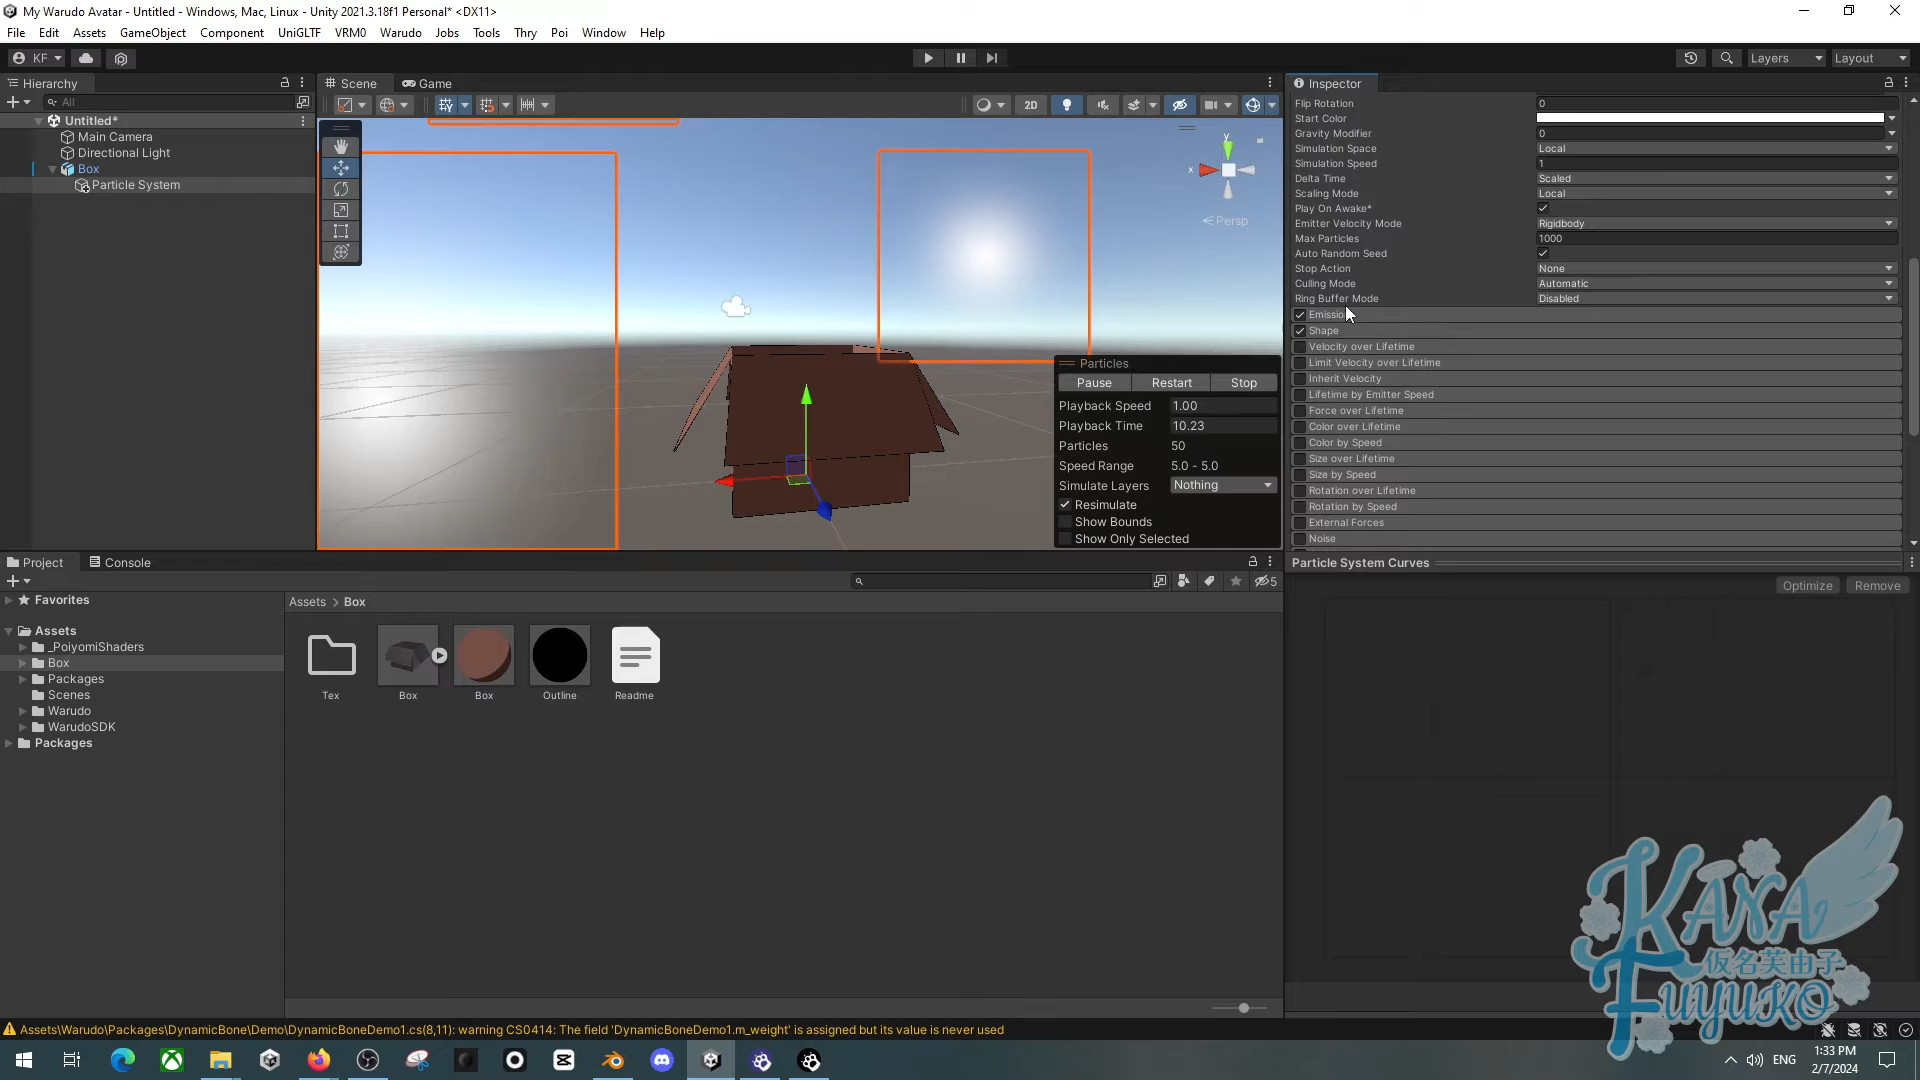 My Warudo Avatar - Untitled - Windows, Mac, Linux - Unity 2021.3.18f1 Personal* <DX11>
File Edit Assets GameObject Component UniGLTF VRM0 Warudo Jobs Tools Thry Poi Window Help
KF Layers Layout
Hierarchy
All
Untitled*
Main Camera
Directional Light
Box
Particle System
Scene Game
2D
y
x
Persp
Particles
Pause Restart Stop
Playback Speed 1.00
Playback Time 10.23
Particles 50
Speed Range 5.0 - 5.0
Simulate Layers Nothing
Resimulate
Show Bounds
Show Only Selected
Inspector
Flip Rotation 0
Start Color
Gravity Modifier 0
Simulation Space Local
Simulation Speed 1
Delta Time Scaled
Scaling Mode Local
Play On Awake*
Emitter Velocity Mode Rigidbody
Max Particles 1000
Auto Random Seed
Stop Action None
Culling Mode Automatic
Ring Buffer Mode Disabled
Emission
Shape
Velocity over Lifetime
Limit Velocity over Lifetime
Inherit Velocity
Lifetime by Emitter Speed
Force over Lifetime
Color over Lifetime
Color by Speed
Size over Lifetime
Size by Speed
Rotation over Lifetime
Rotation by Speed
External Forces
Noise
Particle System Curves
Optimize Remove
Project Console
5
Favorites
Assets
_PoiyomiShaders
Box
Packages
Scenes
Warudo
WarudoSDK
Packages
Assets > Box
Tex Box Box Outline Readme
KANA
仮名芙由子
FUYUKO
Assets\Warudo\Packages\DynamicBone\Demo\DynamicBoneDemo1.cs(8,11): warning CS0414: The field 'DynamicBoneDemo1.m_weight' is assigned but its value is never used
ENG
1:33 PM
2/7/2024